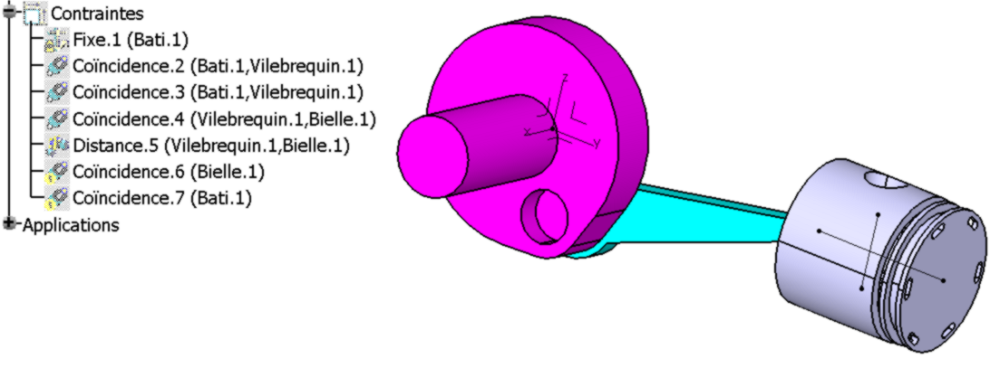 Contraintes
Fixe.1 (Bati.1)
Coïncidence.2 (Bati.1,Vilebrequin.1)
Coïncidence.3 (Bati.1,Vilebrequin.1)
Coïncidence.4 (Vilebrequin.1,Bielle.1)
Distance.5 (Vilebrequin.1,Bielle.1)
Coïncidence.6 (Bielle.1)
Coïncidence.7 (Bati.1)
Applications
z
x
y